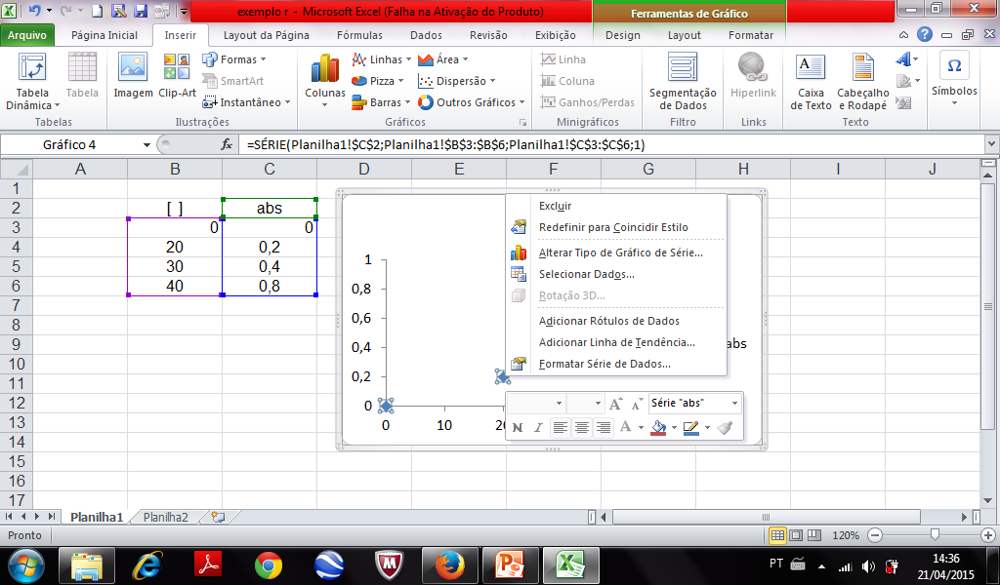 exemplo r - Microsoft Excel (Falha na Ativação do Produto)
Ferramentas de Gráfico
Arquivo Página Inicial Inserir Layout da Página Fórmulas Dados Revisão Exibição Design Layout Formatar
Tabela Dinâmica
Tabela
Tabelas
Imagem
Clip-Art
Formas
SmartArt
Instantâneo
Ilustrações
Colunas
Linhas
Pizza
Barras
Área
Dispersão
Outros Gráficos
Gráficos
Linha
Coluna
Ganhos/Perdas
Minigráficos
Segmentação
de Dados
Filtro
Hiperlink
Links
Caixa
de Texto
Cabeçalho
e Rodapé
Texto
Símbolos
Gráfico 4
fx
=SÉRIE(Planilha1!$C$2;Planilha1!$B$3:$B$6;Planilha1!$C$3:$C$6;1)
A B C D E F G H I J
1
2 [ ] abs
3 0 0
4 20 0,2
5 30 0,4
6 40 0,8
7
8
9
10
11
12
13
14
15
16
17
1
0,8
0,6
0,4
0,2
0
0 10
abs
Excluir
Redefinir para Coincidir Estilo
Alterar Tipo de Gráfico de Série...
Selecionar Dados...
Rotação 3D...
Adicionar Rótulos de Dados
Adicionar Linha de Tendência...
Formatar Série de Dados...
A A Série "abs"
N I A
Planilha1 Planilha2
Pronto
120%
PT
14:36
21/04/2015